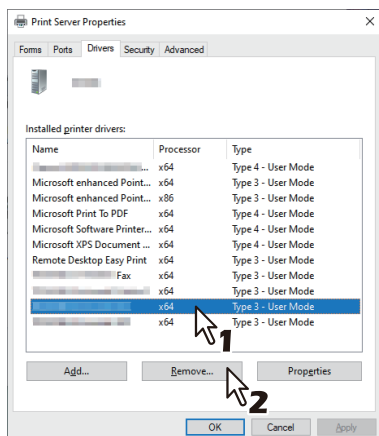 Print Server Properties
Forms Ports Drivers Security Advanced
Installed printer drivers:
Name Processor Type
... x64 Type 4 - User Mode
Microsoft enhanced Point... x64 Type 3 - User Mode
Microsoft enhanced Point... x86 Type 3 - User Mode
Microsoft Print To PDF x64 Type 4 - User Mode
Microsoft Software Printer... x64 Type 4 - User Mode
Microsoft XPS Document ... x64 Type 4 - User Mode
Remote Desktop Easy Print x64 Type 3 - User Mode
Fax x64 Type 3 - User Mode
x64 Type 3 - User Mode
x64 Type 3 - User Mode
x64 Type 3 - User Mode
1
Add... Remove... Properties
2
OK Cancel Apply